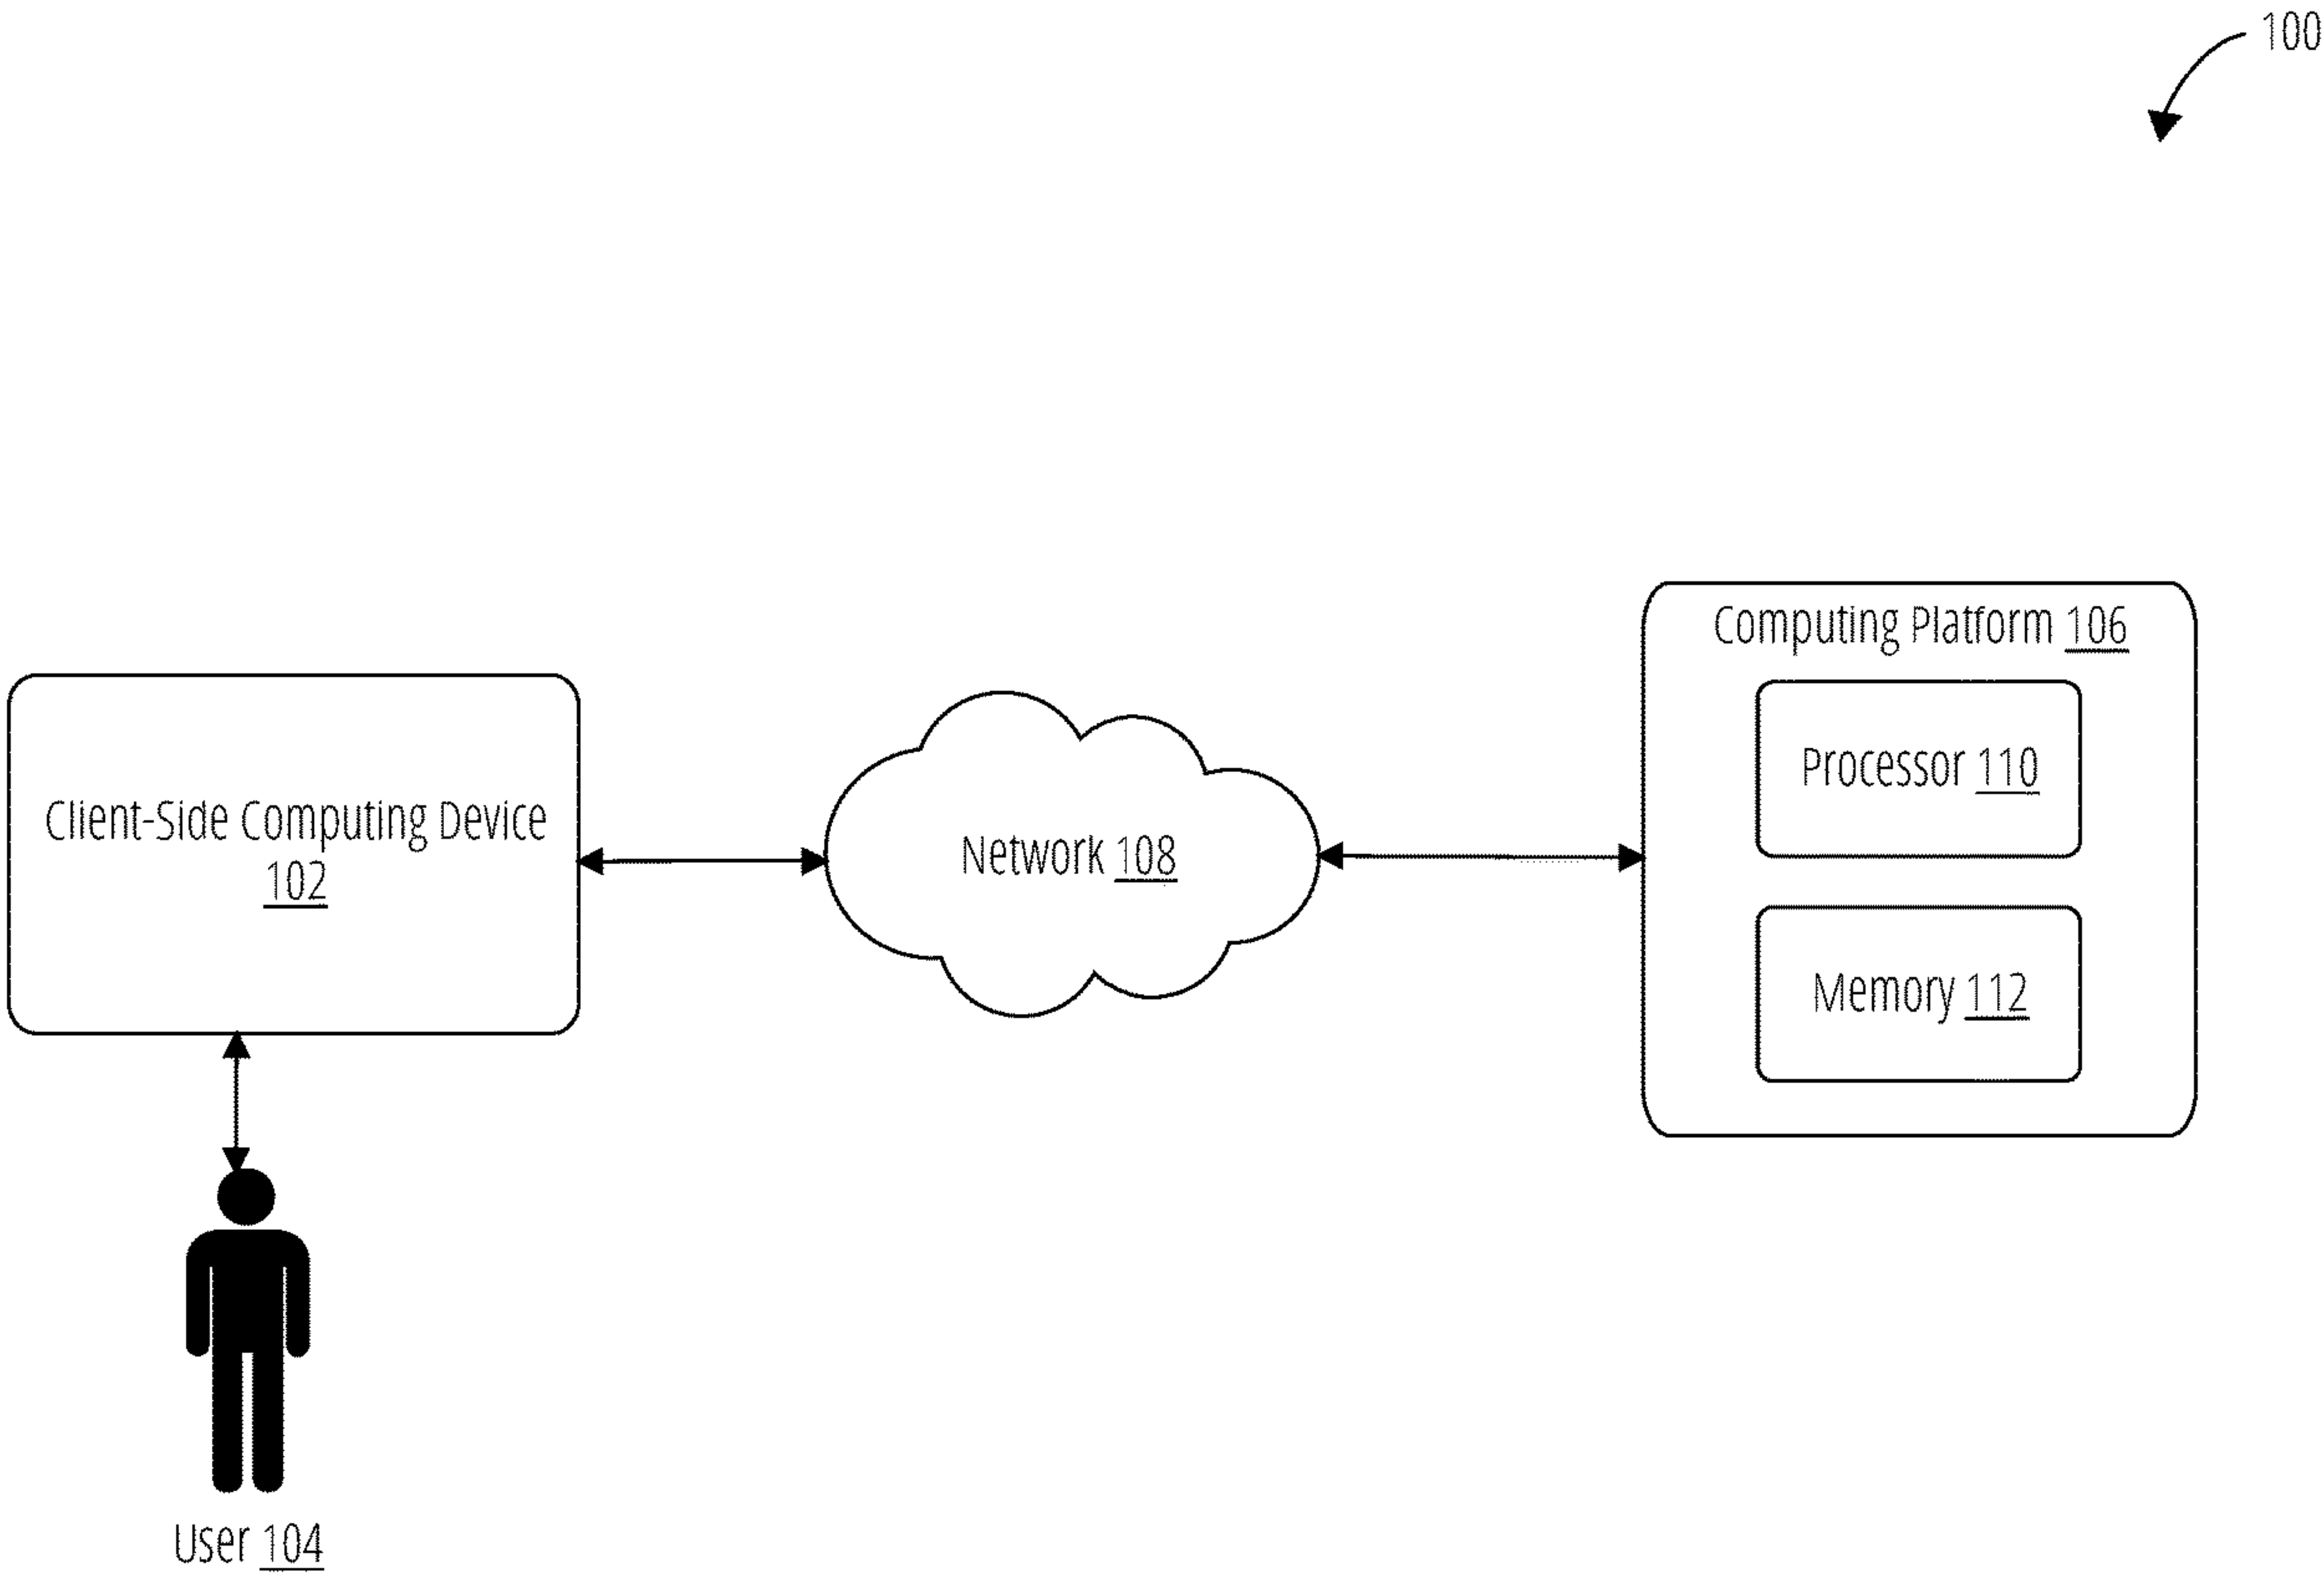 100
Computing Platform 106
Processor 110
Client-Side Computing Device
102
Network 108
Memory 112
User 104